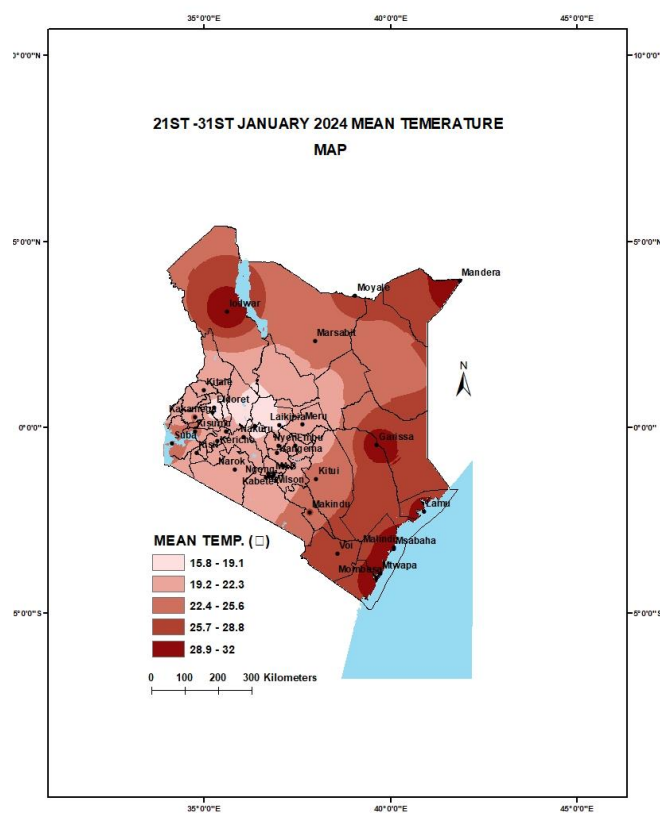 35°0'0"E 40°0'0"E 45°0'0"E
21ST -31ST JANUARY 2024 MEAN TEMERATURE
MAP
5°0'0"N
5°0'0"N
Mandera
Moyale
lodwar
Marsabit
N
Kitale
Eldoret
Kakamega
Laikipia
Meru
0°0'0"
0°0'0"
Kisumu
Nakuru
Suba
Kericho
Nyeri
Embu
Garissa
Kisii
Narok
Kitui
Kabete
Wilson
Makindu
Lamu
MEAN TEMP. (□)
Malindi
Msabaha
Voi
15.8 - 19.1
19.2 - 22.3
Mombasa
Mtwapa
22.4 - 25.6
25.7 - 28.8
5°0'0"S
5°0'0"S
28.9 - 32
0 100 200 300 Kilometers
35°0'0"E 40°0'0"E 45°0'0"E